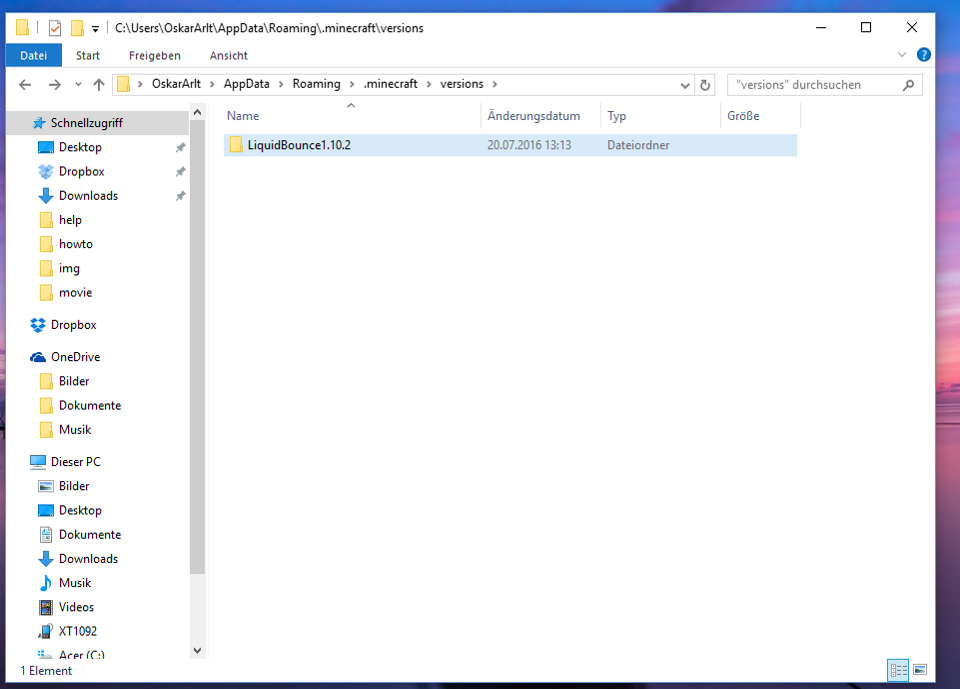 C:\Users\OskarArlt\AppData\Roaming\.minecraft\versions
Datei Start Freigeben Ansicht
OskarArlt AppData Roaming .minecraft versions "versions" durchsuchen
Name Änderungsdatum Typ Größe
LiquidBounce1.10.2 20.07.2016 13:13 Dateiordner
Schnellzugriff
Desktop
Dropbox
Downloads
help
howto
img
movie
Dropbox
OneDrive
Bilder
Dokumente
Musik
Dieser PC
Bilder
Desktop
Dokumente
Downloads
Musik
Videos
XT1092
Acer (C:)
1 Element